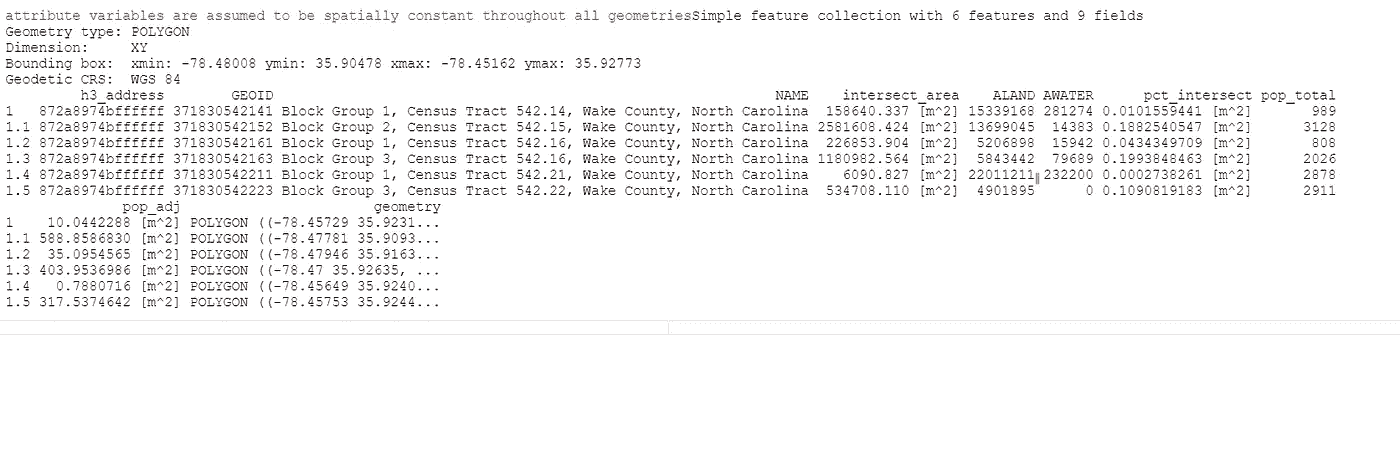 attribute variables are assumed to be spatially constant throughout all geometriesSimple feature collection with 6 features and 9 fields
Geometry type: POLYGON
Dimension:     XY
Bounding box:  xmin: -78.48008 ymin: 35.90478 xmax: -78.45162 ymax: 35.92773
Geodetic CRS:  WGS 84
h3_address GEOID NAME intersect_area ALAND AWATER pct_intersect pop_total
1 872a8974bffffff 371830542141 Block Group 1, Census Tract 542.14, Wake County, North Carolina 158640.337 [m^2] 15339168 281274 0.0101559441 [m^2] 989
1.1 872a8974bffffff 371830542152 Block Group 2, Census Tract 542.15, Wake County, North Carolina 2581608.424 [m^2] 13699045 14383 0.1882540547 [m^2] 3128
1.2 872a8974bffffff 371830542161 Block Group 1, Census Tract 542.16, Wake County, North Carolina 226853.904 [m^2] 5206898 15942 0.0434349709 [m^2] 808
1.3 872a8974bffffff 371830542163 Block Group 3, Census Tract 542.16, Wake County, North Carolina 1180982.564 [m^2] 5843442 79689 0.1993848463 [m^2] 2026
1.4 872a8974bffffff 371830542211 Block Group 1, Census Tract 542.21, Wake County, North Carolina 6090.827 [m^2] 22011211 232200 0.0002738261 [m^2] 2878
1.5 872a8974bffffff 371830542223 Block Group 3, Census Tract 542.22, Wake County, North Carolina 534708.110 [m^2] 4901895 0 0.1090819183 [m^2] 2911
pop_adj geometry
1 10.0442288 [m^2] POLYGON ((-78.45729 35.9231...
1.1 588.8586830 [m^2] POLYGON ((-78.47781 35.9093...
1.2 35.0954565 [m^2] POLYGON ((-78.47946 35.9163...
1.3 403.9536986 [m^2] POLYGON ((-78.47 35.92635, ...
1.4 0.7880716 [m^2] POLYGON ((-78.45649 35.9240...
1.5 317.5374642 [m^2] POLYGON ((-78.45753 35.9244...